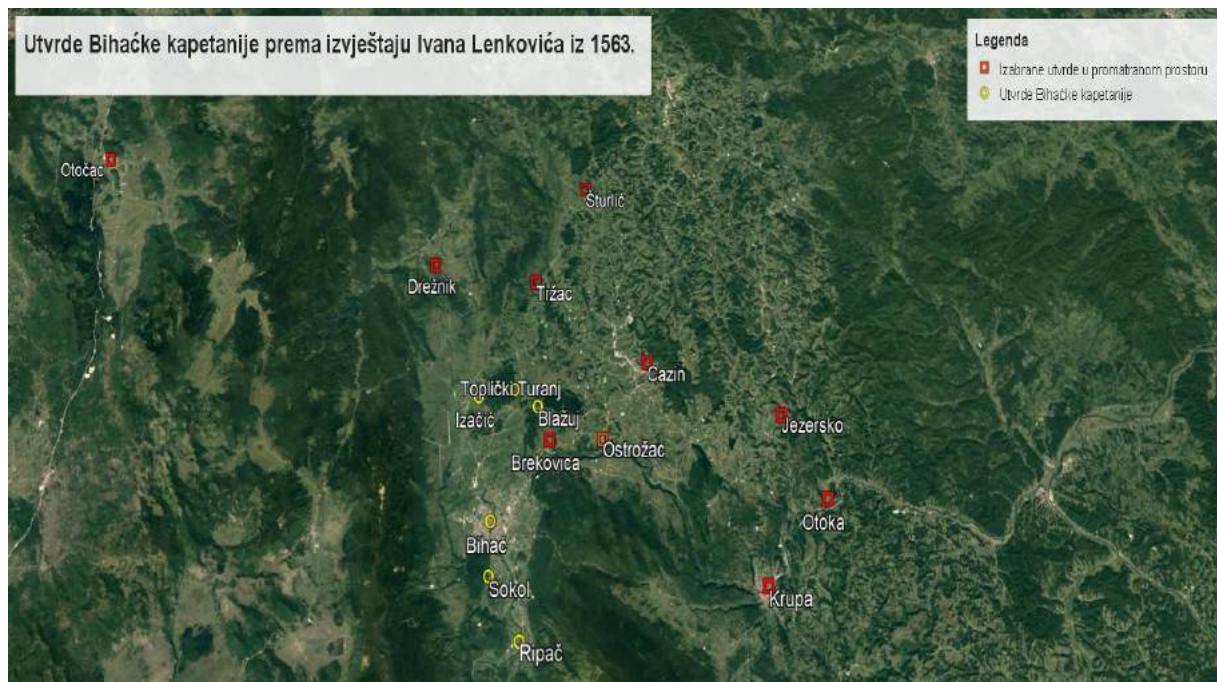 Utvrde Bihaćke kapetanije prema izvještaju Ivana Lenkovića iz 1563.
Legenda
Izabrane utvrde u promatranom prostoru
Utvrde Bihaćke kapetanije
Otočac
Šturlić
Drežnik
Tržac
Cazin
Toplički Turanj
Izačić
Blažuj
Jezersko
Ostrožac
Brekovica
Otoka
Bihać
Sokol
Krupa
Ripač